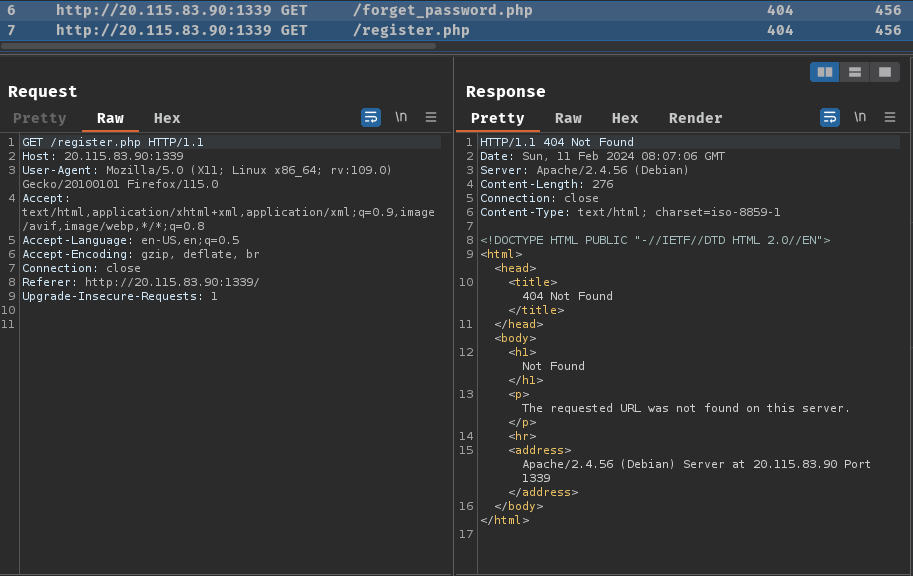 6 http://20.115.83.90:1339 GET /forget_password.php 404 456
7 http://20.115.83.90:1339 GET /register.php 404 456
Request
Pretty Raw Hex \n
1 GET /register.php HTTP/1.1
2 Host: 20.115.83.90:1339
3 User-Agent: Mozilla/5.0 (X11; Linux x86_64; rv:109.0)
Gecko/20100101 Firefox/115.0
4 Accept:
text/html,application/xhtml+xml,application/xml;q=0.9,image
/avif,image/webp,*/*;q=0.8
5 Accept-Language: en-US,en;q=0.5
6 Accept-Encoding: gzip, deflate, br
7 Connection: close
8 Referer: http://20.115.83.90:1339/
9 Upgrade-Insecure-Requests: 1
10
11
Response
Pretty Raw Hex Render \n
1 HTTP/1.1 404 Not Found
2 Date: Sun, 11 Feb 2024 08:07:06 GMT
3 Server: Apache/2.4.56 (Debian)
4 Content-Length: 276
5 Connection: close
6 Content-Type: text/html; charset=iso-8859-1
7
8 <!DOCTYPE HTML PUBLIC "-//IETF//DTD HTML 2.0//EN">
9 <html>
<head>
10 <title>
404 Not Found
</title>
11 </head>
<body>
12 <h1>
Not Found
</h1>
13 <p>
The requested URL was not found on this server.
</p>
14 <hr>
15 <address>
Apache/2.4.56 (Debian) Server at 20.115.83.90 Port
1339
</address>
16 </body>
</html>
17